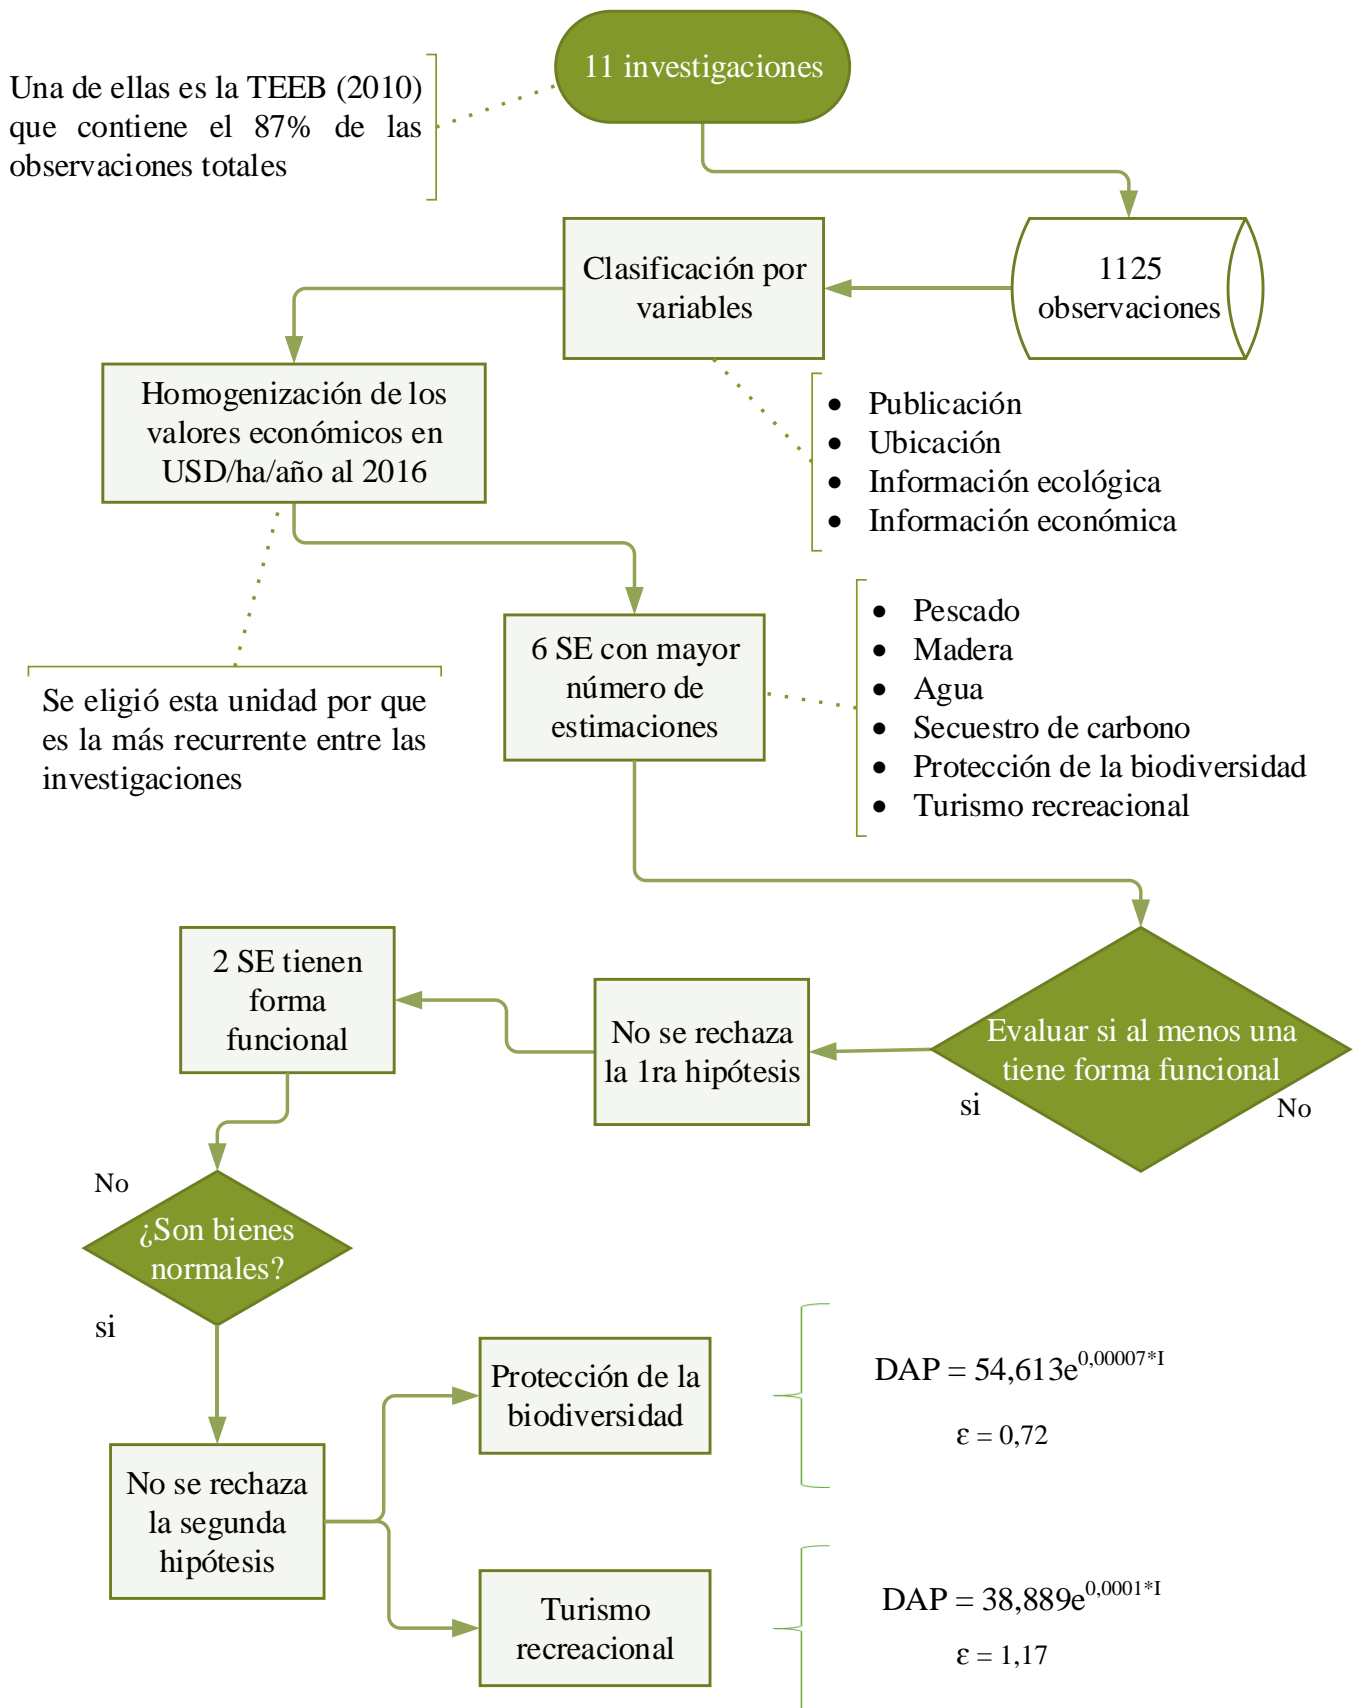 11 investigaciones
Una de ellas es la TEEB (2010)
que contiene el 87% de las
observaciones totales
1125
observaciones
Clasificación por
variables
• Publicación
• Ubicación
• Información ecológica
• Información económica
Homogenización de los
valores económicos en
USD/ha/año al 2016
Se eligió esta unidad por que
es la más recurrente entre las
investigaciones
6 SE con mayor
número de
estimaciones
• Pescado
• Madera
• Agua
• Secuestro de carbono
• Protección de la biodiversidad
• Turismo recreacional
Evaluar si al menos una
tiene forma funcional
si
No
No se rechaza
la 1ra hipótesis
2 SE tienen
forma
funcional
No
¿Son bienes
normales?
si
No se rechaza
la segunda
hipótesis
Protección de la
biodiversidad
DAP = 54,613e^0,00007*I
ε = 0,72
Turismo
recreacional
DAP = 38,889e^0,0001*I
ε = 1,17